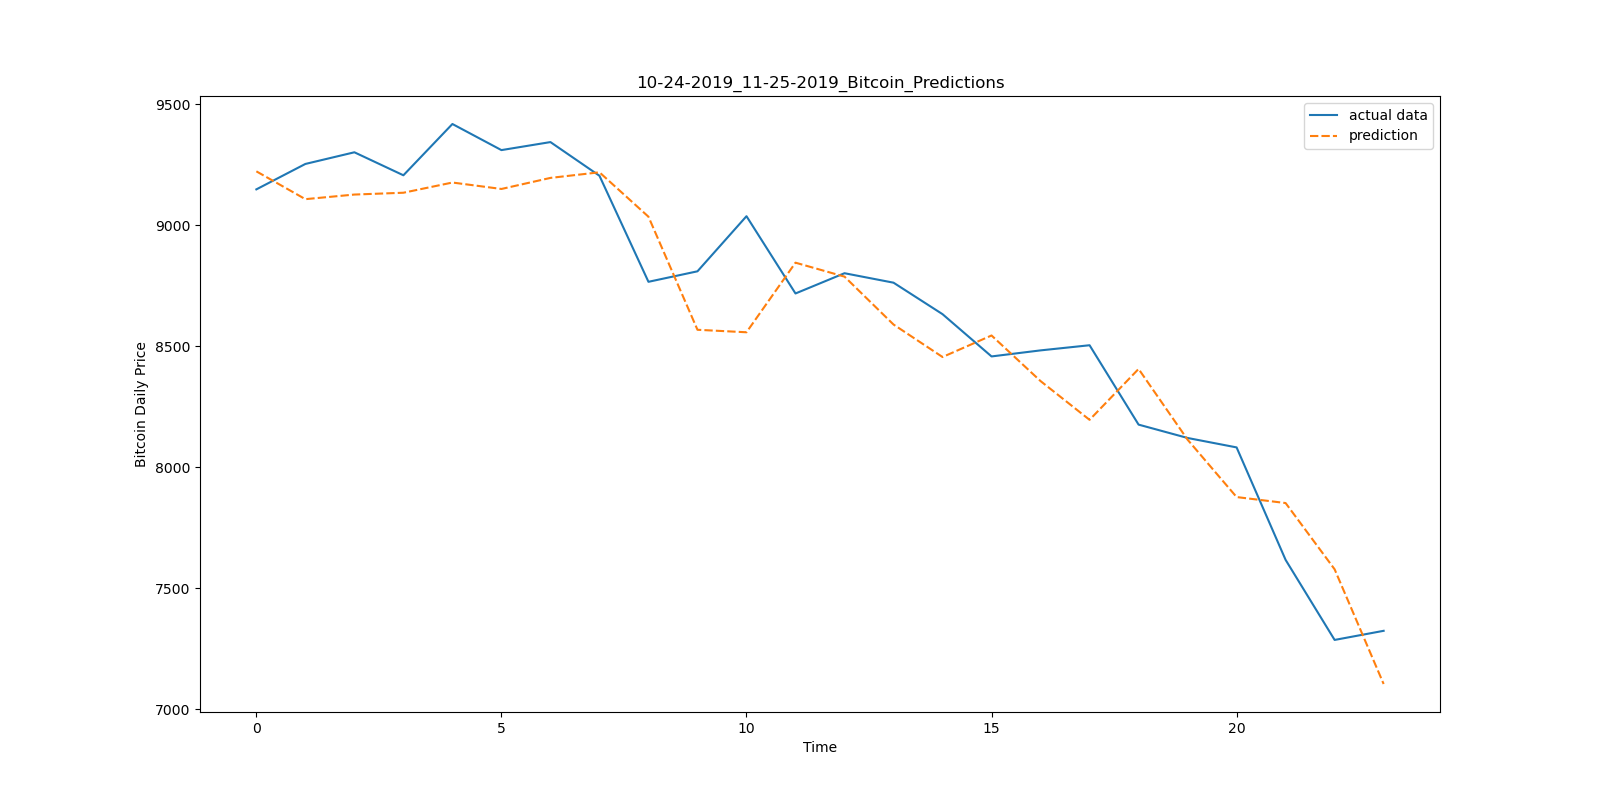 10-24-2019_11-25-2019_Bitcoin_Predictions
actual data
prediction
9500
9000
8500
8000
7500
7000
Bitcoin Daily Price
0 5 10 15 20
Time